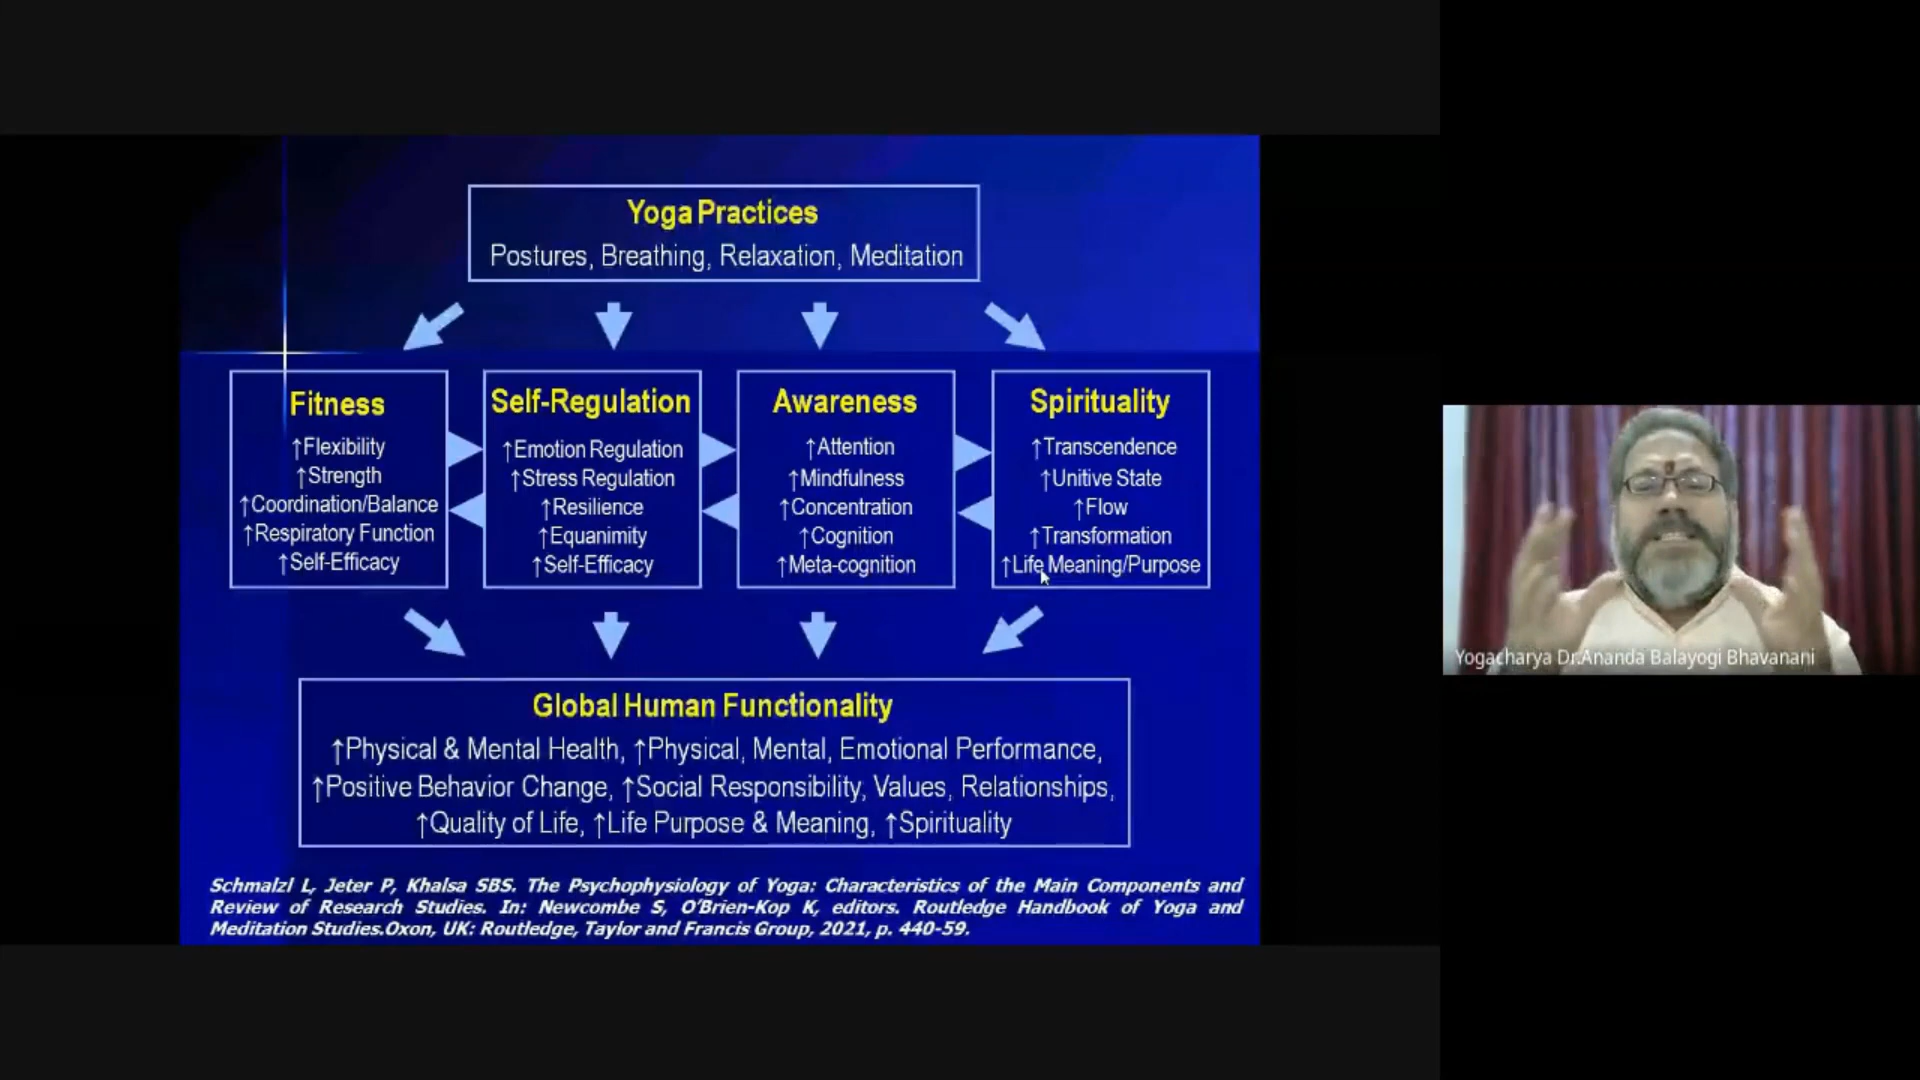 Yoga Practices
Postures, Breathing, Relaxation, Meditation
Fitness
↑Flexibility
↑Strength
↑Coordination/Balance
↑Respiratory Function
↑Self-Efficacy
Self-Regulation
↑Emotion Regulation
↑Stress Regulation
↑Resilience
↑Equanimity
↑Self-Efficacy
Awareness
↑Attention
↑Mindfulness
↑Concentration
↑Cognition
↑Meta-cognition
Spirituality
↑Transcendence
↑Unitive State
↑Flow
↑Transformation
↑Life Meaning/Purpose
Global Human Functionality
↑Physical & Mental Health, ↑Physical, Mental, Emotional Performance,
↑Positive Behavior Change, ↑Social Responsibility, Values, Relationships,
↑Quality of Life, ↑Life Purpose & Meaning, ↑Spirituality
Schmalzl L, Jeter P, Khalsa SBS. The Psychophysiology of Yoga: Characteristics of the Main Components and
Review of Research Studies. In: Newcombe S, O'Brien-Kop K, editors. Routledge Handbook of Yoga and
Meditation Studies.Oxon, UK: Routledge, Taylor and Francis Group, 2021, p. 440-59.
Yogacharya Dr.Ananda Balayogi Bhavanani